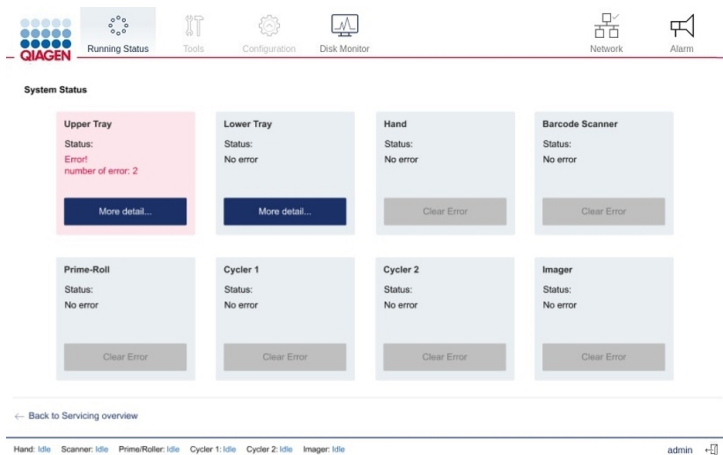 QIAGEN
Running Status
Tools
Configuration
Disk Monitor
Network
Alarm
System Status
Upper Tray
Status:
Error!
number of error: 2
More detail...
Lower Tray
Status:
No error
More detail...
Hand
Status:
No error
Clear Error
Barcode Scanner
Status:
No error
Clear Error
Prime-Roll
Status:
No error
Clear Error
Cycler 1
Status:
No error
Clear Error
Cycler 2
Status:
No error
Clear Error
Imager
Status:
No error
Clear Error
← Back to Servicing overview
Hand: Idle Scanner: Idle Prime/Roller: Idle Cycler 1: Idle Cycler 2: Idle Imager: Idle admin